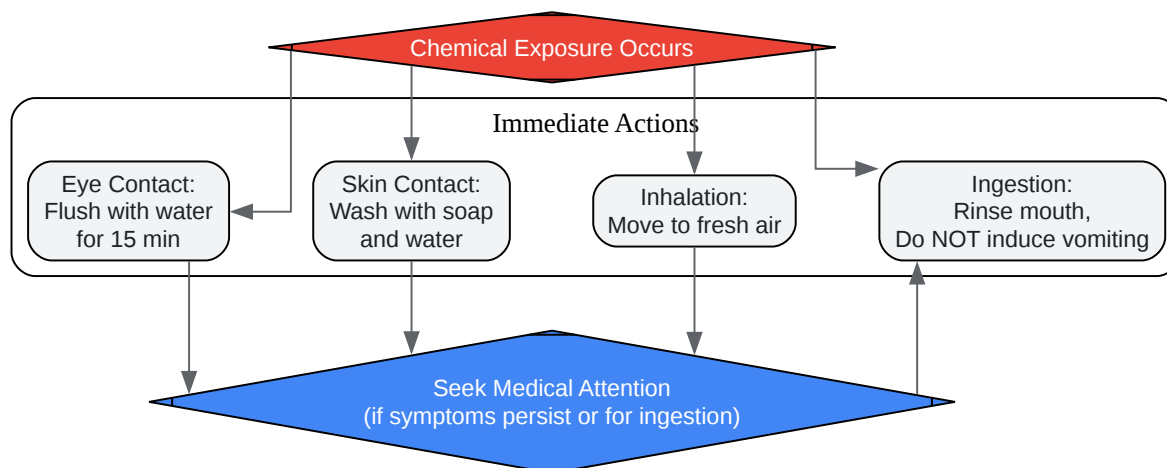 Chemical Exposure Occurs
Immediate Actions
Eye Contact:
Flush with water
for 15 min
Skin Contact:
Wash with soap
and water
Inhalation:
Move to fresh air
Ingestion:
Rinse mouth,
Do NOT induce vomiting
Seek Medical Attention
(if symptoms persist or for ingestion)